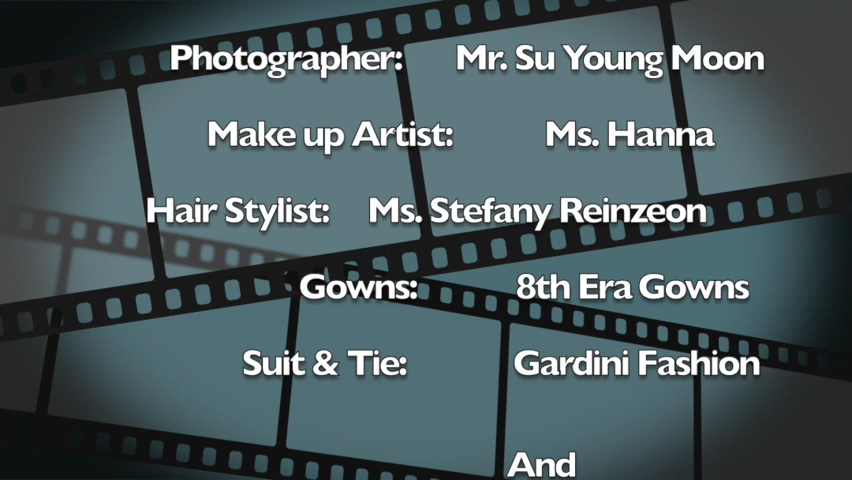 Photographer: Mr. Su Young Moon
Make up Artist: Ms. Hanna
Hair Stylist: Ms. Stefany Reinzeon
Gowns: 8th Era Gowns
Suit & Tie: Gardini Fashion
And